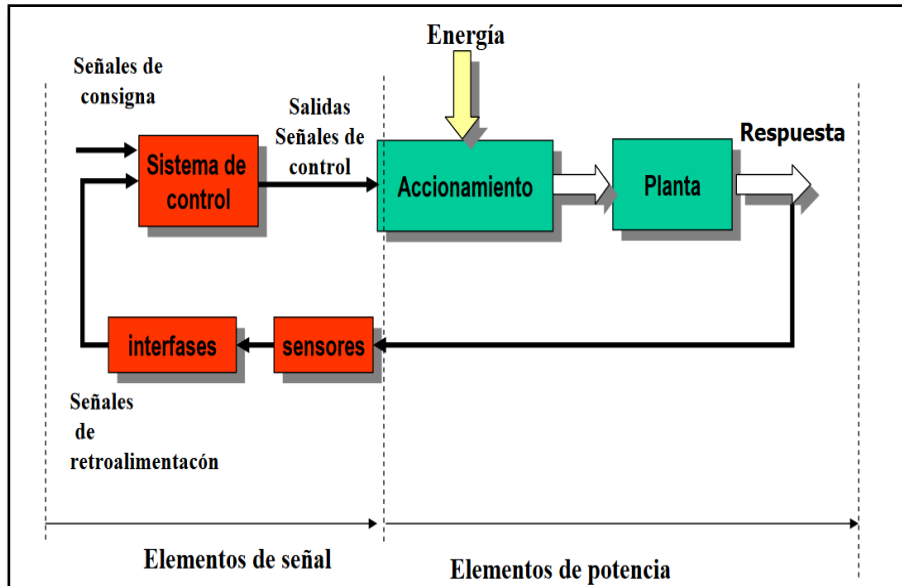 Energía
Señales de
consigna
Salidas
Señales de
control
Respuesta
Sistema de
control
Accionamiento
Planta
interfases
sensores
Señales
de
retroalimentacón
Elementos de señal
Elementos de potencia